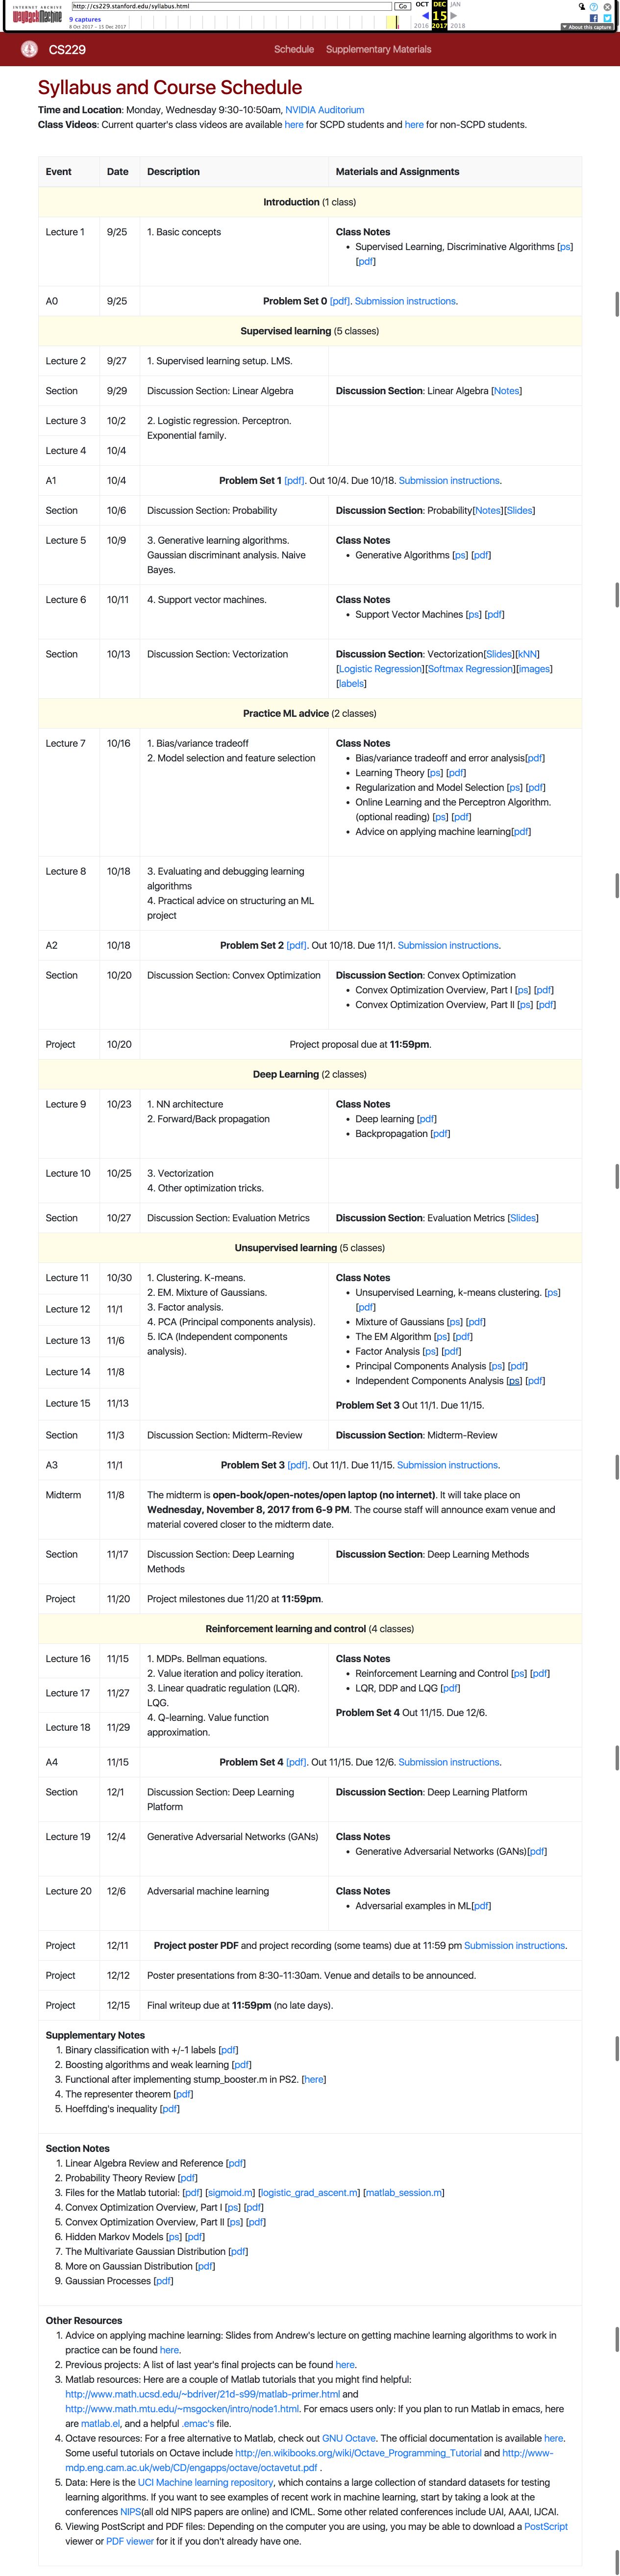 INTERNET ARCHIVE
WayBackMachine
http://cs229.stanford.edu/syllabus.html
Go
9 captures
8 Oct 2017 – 15 Dec 2017
OCT DEC JAN
15
2016 2017 2018
About this capture
CS229
Schedule Supplementary Materials
Syllabus and Course Schedule
Time and Location: Monday, Wednesday 9:30-10:50am, NVIDIA Auditorium
Class Videos: Current quarter's class videos are available here for SCPD students and here for non-SCPD students.
Event Date Description Materials and Assignments
Introduction (1 class)
Lecture 1 9/25 1. Basic concepts Class Notes
• Supervised Learning, Discriminative Algorithms [ps]
[pdf]
A0 9/25 Problem Set 0 [pdf]. Submission instructions.
Supervised learning (5 classes)
Lecture 2 9/27 1. Supervised learning setup. LMS.
Section 9/29 Discussion Section: Linear Algebra Discussion Section: Linear Algebra [Notes]
Lecture 3 10/2 2. Logistic regression. Perceptron.
Exponential family.
Lecture 4 10/4
A1 10/4 Problem Set 1 [pdf]. Out 10/4. Due 10/18. Submission instructions.
Section 10/6 Discussion Section: Probability Discussion Section: Probability[Notes][Slides]
Lecture 5 10/9 3. Generative learning algorithms. Class Notes
Gaussian discriminant analysis. Naive • Generative Algorithms [ps] [pdf]
Bayes.
Lecture 6 10/11 4. Support vector machines. Class Notes
• Support Vector Machines [ps] [pdf]
Section 10/13 Discussion Section: Vectorization Discussion Section: Vectorization[Slides][kNN]
[Logistic Regression][Softmax Regression][images]
[labels]
Practice ML advice (2 classes)
Lecture 7 10/16 1. Bias/variance tradeoff Class Notes
2. Model selection and feature selection • Bias/variance tradeoff and error analysis[pdf]
• Learning Theory [ps] [pdf]
• Regularization and Model Selection [ps] [pdf]
• Online Learning and the Perceptron Algorithm.
(optional reading) [ps] [pdf]
• Advice on applying machine learning[pdf]
Lecture 8 10/18 3. Evaluating and debugging learning
algorithms
4. Practical advice on structuring an ML
project
A2 10/18 Problem Set 2 [pdf]. Out 10/18. Due 11/1. Submission instructions.
Section 10/20 Discussion Section: Convex Optimization Discussion Section: Convex Optimization
• Convex Optimization Overview, Part I [ps] [pdf]
• Convex Optimization Overview, Part II [ps] [pdf]
Project 10/20 Project proposal due at 11:59pm.
Deep Learning (2 classes)
Lecture 9 10/23 1. NN architecture Class Notes
2. Forward/Back propagation • Deep learning [pdf]
• Backpropagation [pdf]
Lecture 10 10/25 3. Vectorization
4. Other optimization tricks.
Section 10/27 Discussion Section: Evaluation Metrics Discussion Section: Evaluation Metrics [Slides]
Unsupervised learning (5 classes)
Lecture 11 10/30 1. Clustering. K-means. Class Notes
2. EM. Mixture of Gaussians. • Unsupervised Learning, k-means clustering. [ps]
Lecture 12 11/1 3. Factor analysis. [pdf]
4. PCA (Principal components analysis). • Mixture of Gaussians [ps] [pdf]
Lecture 13 11/6 5. ICA (Independent components • The EM Algorithm [ps] [pdf]
analysis). • Factor Analysis [ps] [pdf]
Lecture 14 11/8 • Principal Components Analysis [ps] [pdf]
• Independent Components Analysis [ps] [pdf]
Lecture 15 11/13 Problem Set 3 Out 11/1. Due 11/15.
Section 11/3 Discussion Section: Midterm-Review Discussion Section: Midterm-Review
A3 11/1 Problem Set 3 [pdf]. Out 11/1. Due 11/15. Submission instructions.
Midterm 11/8 The midterm is open-book/open-notes/open laptop (no internet). It will take place on
Wednesday, November 8, 2017 from 6-9 PM. The course staff will announce exam venue and
material covered closer to the midterm date.
Section 11/17 Discussion Section: Deep Learning Discussion Section: Deep Learning Methods
Methods
Project 11/20 Project milestones due 11/20 at 11:59pm.
Reinforcement learning and control (4 classes)
Lecture 16 11/15 1. MDPs. Bellman equations. Class Notes
2. Value iteration and policy iteration. • Reinforcement Learning and Control [ps] [pdf]
Lecture 17 11/27 3. Linear quadratic regulation (LQR). • LQR, DDP and LQG [pdf]
LQG.
Lecture 18 11/29 4. Q-learning. Value function Problem Set 4 Out 11/15. Due 12/6.
approximation.
A4 11/15 Problem Set 4 [pdf]. Out 11/15. Due 12/6. Submission instructions.
Section 12/1 Discussion Section: Deep Learning Discussion Section: Deep Learning Platform
Platform
Lecture 19 12/4 Generative Adversarial Networks (GANs) Class Notes
• Generative Adversarial Networks (GANs)[pdf]
Lecture 20 12/6 Adversarial machine learning Class Notes
• Adversarial examples in ML[pdf]
Project 12/11 Project poster PDF and project recording (some teams) due at 11:59 pm Submission instructions.
Project 12/12 Poster presentations from 8:30-11:30am. Venue and details to be announced.
Project 12/15 Final writeup due at 11:59pm (no late days).
Supplementary Notes
1. Binary classification with +/-1 labels [pdf]
2. Boosting algorithms and weak learning [pdf]
3. Functional after implementing stump_booster.m in PS2. [here]
4. The representer theorem [pdf]
5. Hoeffding's inequality [pdf]
Section Notes
1. Linear Algebra Review and Reference [pdf]
2. Probability Theory Review [pdf]
3. Files for the Matlab tutorial: [pdf] [sigmoid.m] [logistic_grad_ascent.m] [matlab_session.m]
4. Convex Optimization Overview, Part I [ps] [pdf]
5. Convex Optimization Overview, Part II [ps] [pdf]
6. Hidden Markov Models [ps] [pdf]
7. The Multivariate Gaussian Distribution [pdf]
8. More on Gaussian Distribution [pdf]
9. Gaussian Processes [pdf]
Other Resources
1. Advice on applying machine learning: Slides from Andrew's lecture on getting machine learning algorithms to work in
practice can be found here.
2. Previous projects: A list of last year's final projects can be found here.
3. Matlab resources: Here are a couple of Matlab tutorials that you might find helpful:
http://www.math.ucsd.edu/~bdriver/21d-s99/matlab-primer.html and
http://www.math.mtu.edu/~msgocken/intro/node1.html. For emacs users only: If you plan to run Matlab in emacs, here
are matlab.el, and a helpful .emac's file.
4. Octave resources: For a free alternative to Matlab, check out GNU Octave. The official documentation is available here.
Some useful tutorials on Octave include http://en.wikibooks.org/wiki/Octave_Programming_Tutorial and http://www-
mdp.eng.cam.ac.uk/web/CD/engapps/octave/octavetut.pdf .
5. Data: Here is the UCI Machine learning repository, which contains a large collection of standard datasets for testing
learning algorithms. If you want to see examples of recent work in machine learning, start by taking a look at the
conferences NIPS(all old NIPS papers are online) and ICML. Some other related conferences include UAI, AAAI, IJCAI.
6. Viewing PostScript and PDF files: Depending on the computer you are using, you may be able to download a PostScript
viewer or PDF viewer for it if you don't already have one.